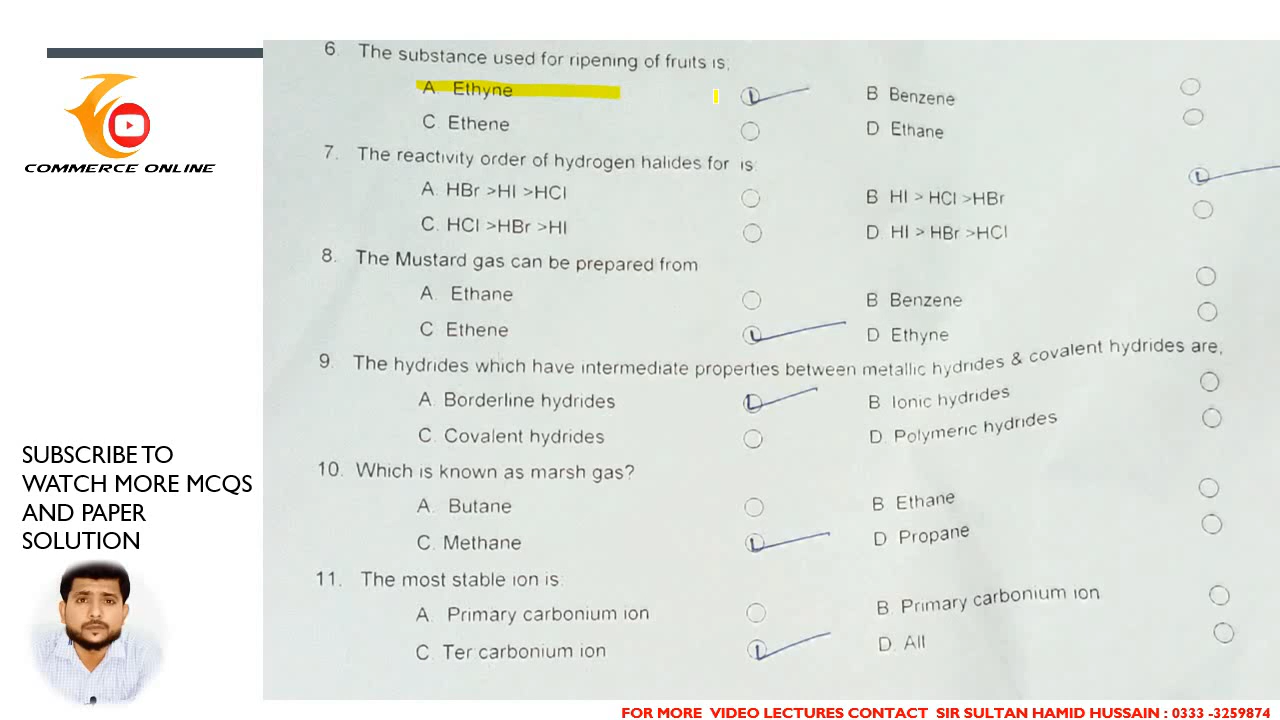 COMMERCE ONLINE
6. The substance used for ripening of fruits is;
A. Ethyne B Benzene
C. Ethene D Ethane
7. The reactivity order of hydrogen halides for is:
A. HBr >HI >HCl B HI > HCl >HBr
C. HCl >HBr >HI D HI > HBr >HCl
8. The Mustard gas can be prepared from
A. Ethane B Benzene
C Ethene D Ethyne
9. The hydrides which have intermediate properties between metallic hydrides & covalent hydrides are,
A. Borderline hydrides B Ionic hydrides
C. Covalent hydrides D. Polymeric hydrides
10. Which is known as marsh gas?
A. Butane B Ethane
C. Methane D Propane
11. The most stable ion is:
A. Primary carbonium ion B. Primary carbonium ion
C. Ter carbonium ion D. All
SUBSCRIBE TO
WATCH MORE MCQS
AND PAPER
SOLUTION
FOR MORE VIDEO LECTURES CONTACT SIR SULTAN HAMID HUSSAIN : 0333 -3259874